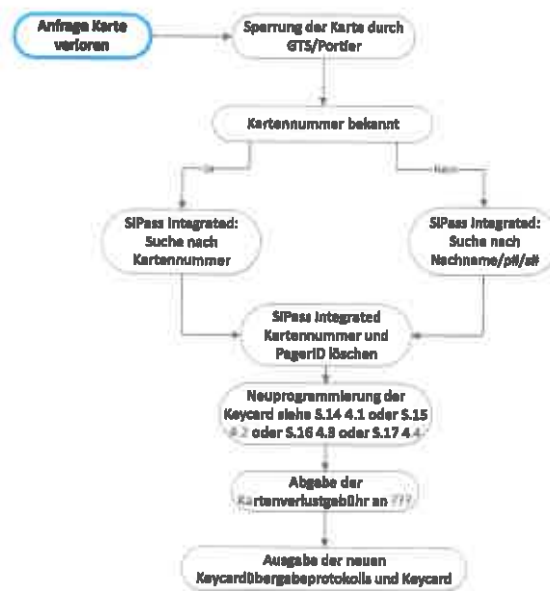 Anfrage Karte
verloren
Sperrung der Karte durch
GTS/Portier
Kartennummer bekannt
Ja
Nein
SiPass Integrated:
Suche nach
Kartennummer
SiPass Integrated:
Suche nach
Nachname/p#/a#
SiPass Integrated
Kartennummer und
PagerID löschen
Neuprogrammierung der
Keycard siehe S.14 4.1 oder S.15
4.2 oder S.16 4.3 oder S.17 4.4
Abgabe der
Kartenverlustgebühr an ???
Ausgabe der neuen
Keycardübergabeprotokolls und Keycard